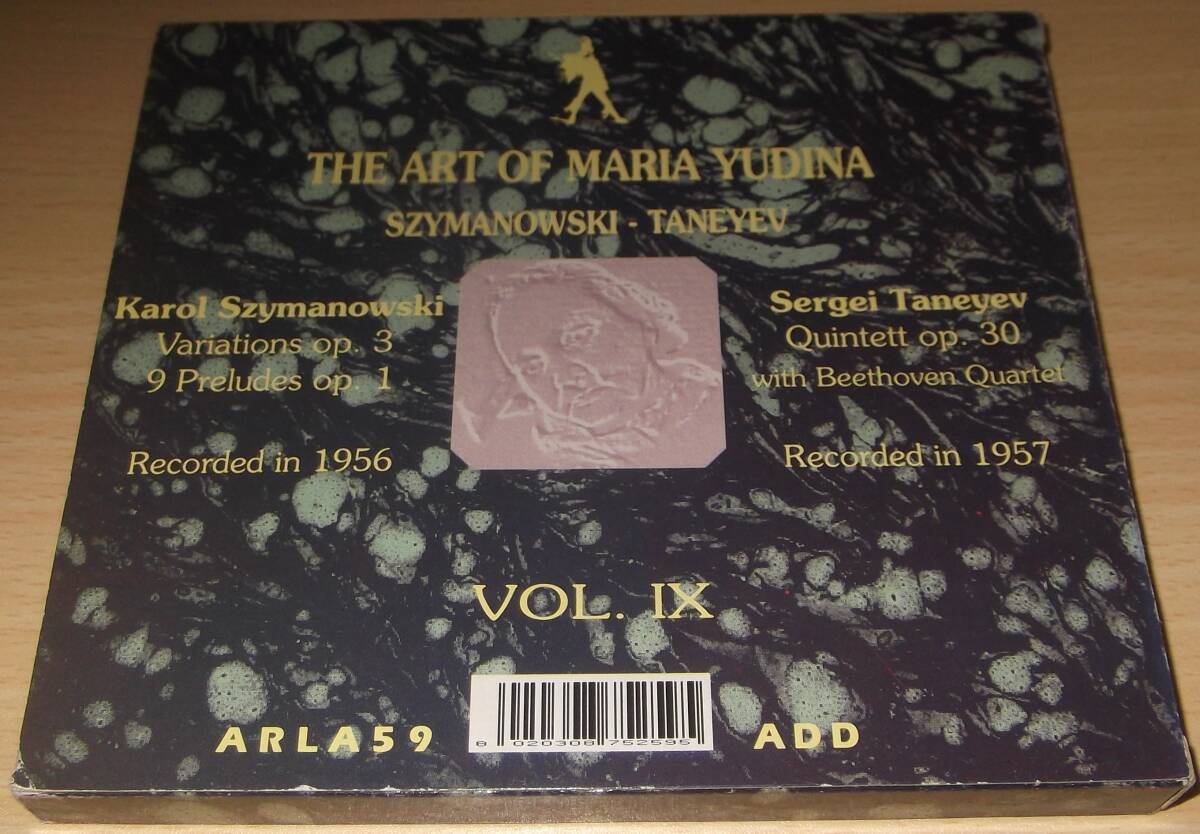 THE ART OF MARIA YUDINA
SZYMANOWSKI - TANEYEV
Karol Szymanowski
Variations op. 3
9 Preludes op. 1
Recorded in 1956
Sergei Taneyev
Quintett op. 30
with Beethoven Quartet
Recorded in 1957
VOL. IX
ARLA59
8 020308 752595
ADD